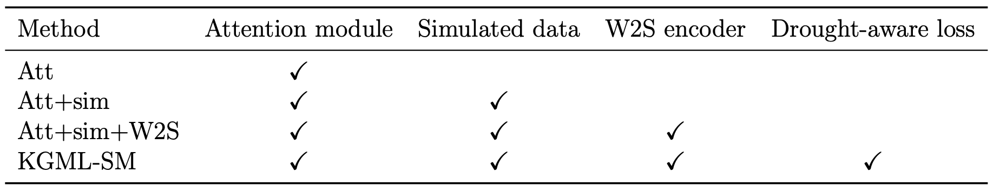 Method Attention module Simulated data W2S encoder Drought-aware loss
Att ✓
Att+sim ✓ ✓
Att+sim+W2S ✓ ✓ ✓
KGML-SM ✓ ✓ ✓ ✓